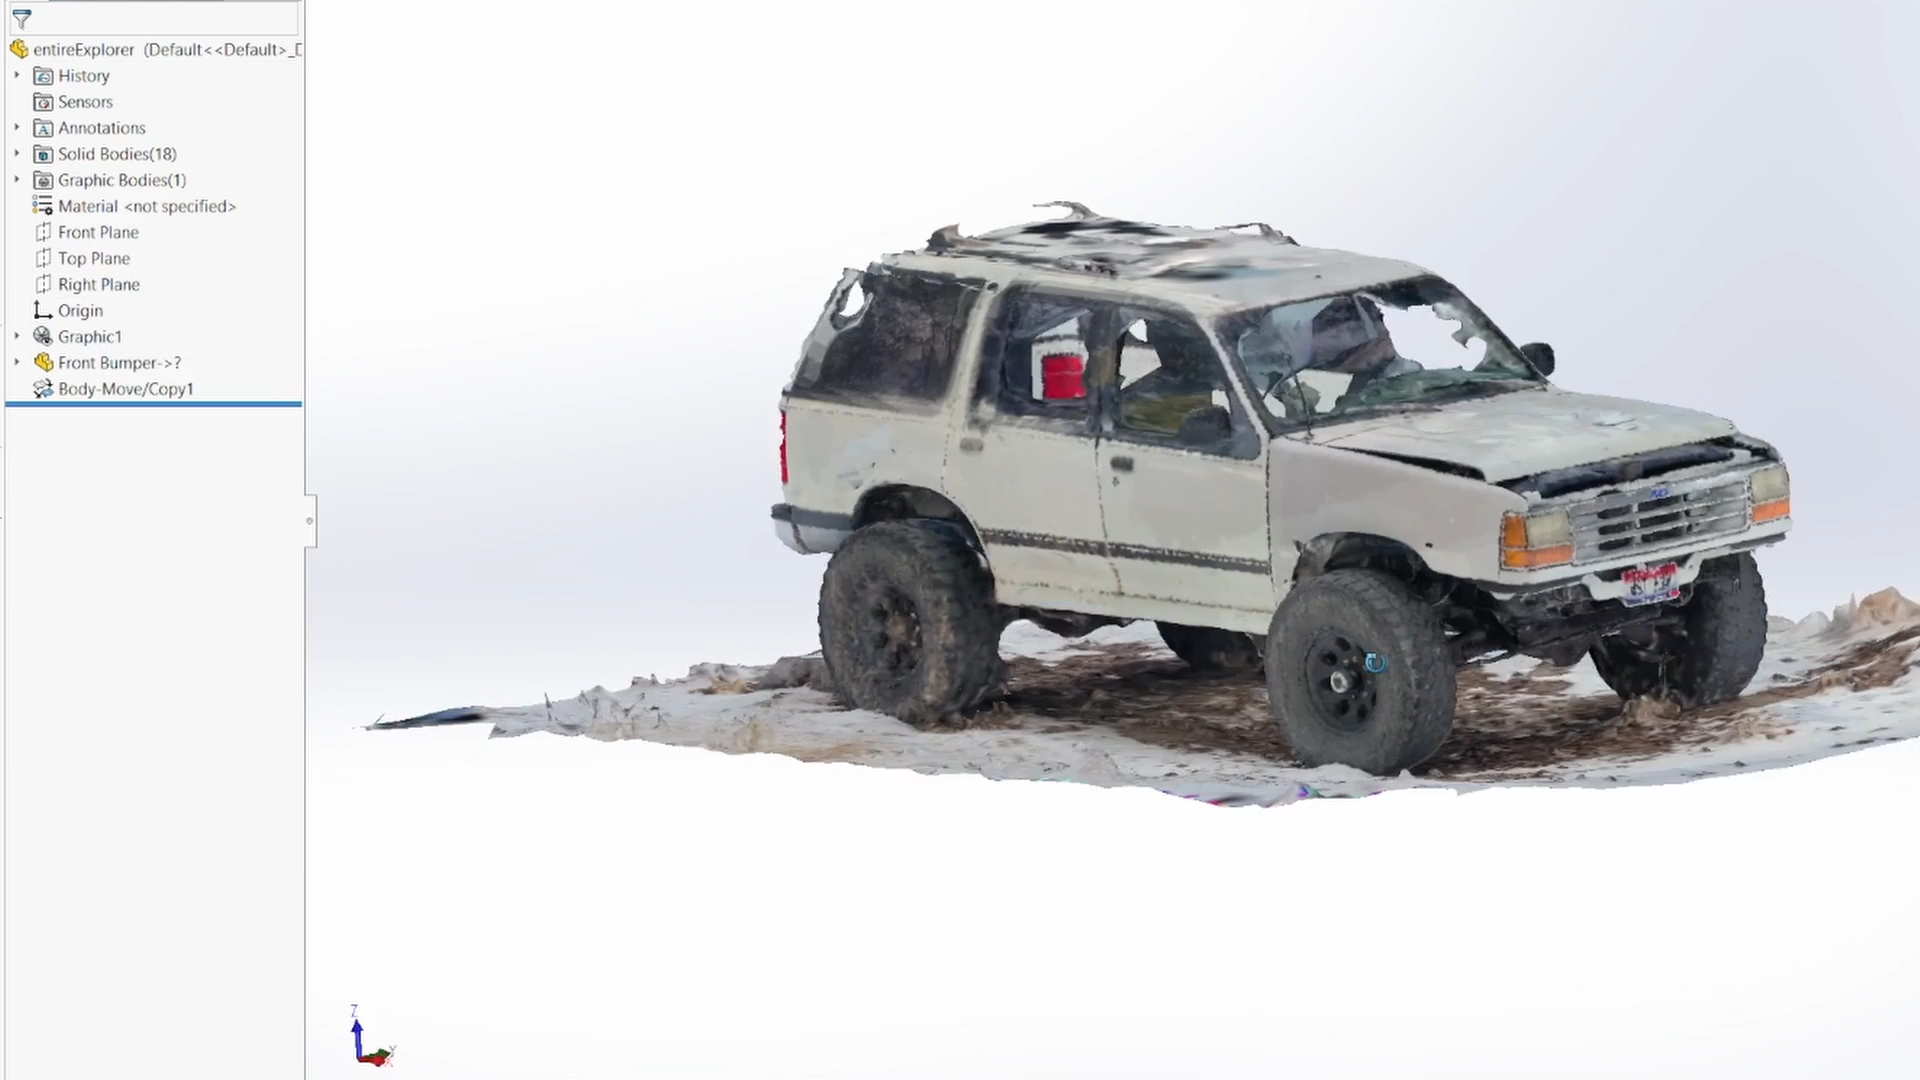 entireExplorer (Default<<Default>_D
History
Sensors
Annotations
Solid Bodies(18)
Graphic Bodies(1)
Material <not specified>
Front Plane
Top Plane
Right Plane
Origin
Graphic1
Front Bumper->?
Body-Move/Copy1
Z
Y
X